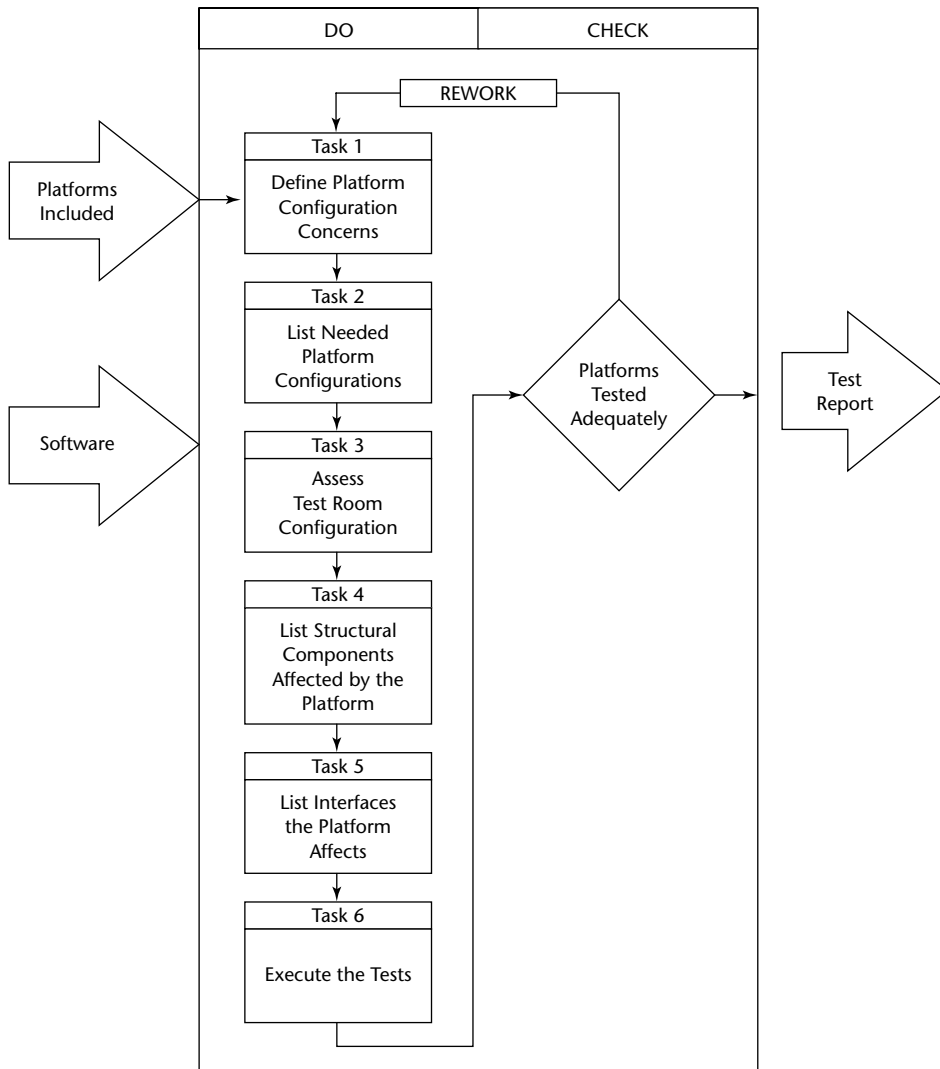 DO
CHECK
REWORK
Task 1
Define Platform
Configuration
Concerns
Platforms
Included
Task 2
List Needed
Platform
Configurations
Platforms
Tested
Adequately
Test
Report
Software
Task 3
Assess
Test Room
Configuration
Task 4
List Structural
Components
Affected by the
Platform
Task 5
List Interfaces
the Platform
Affects
Task 6
Execute the Tests